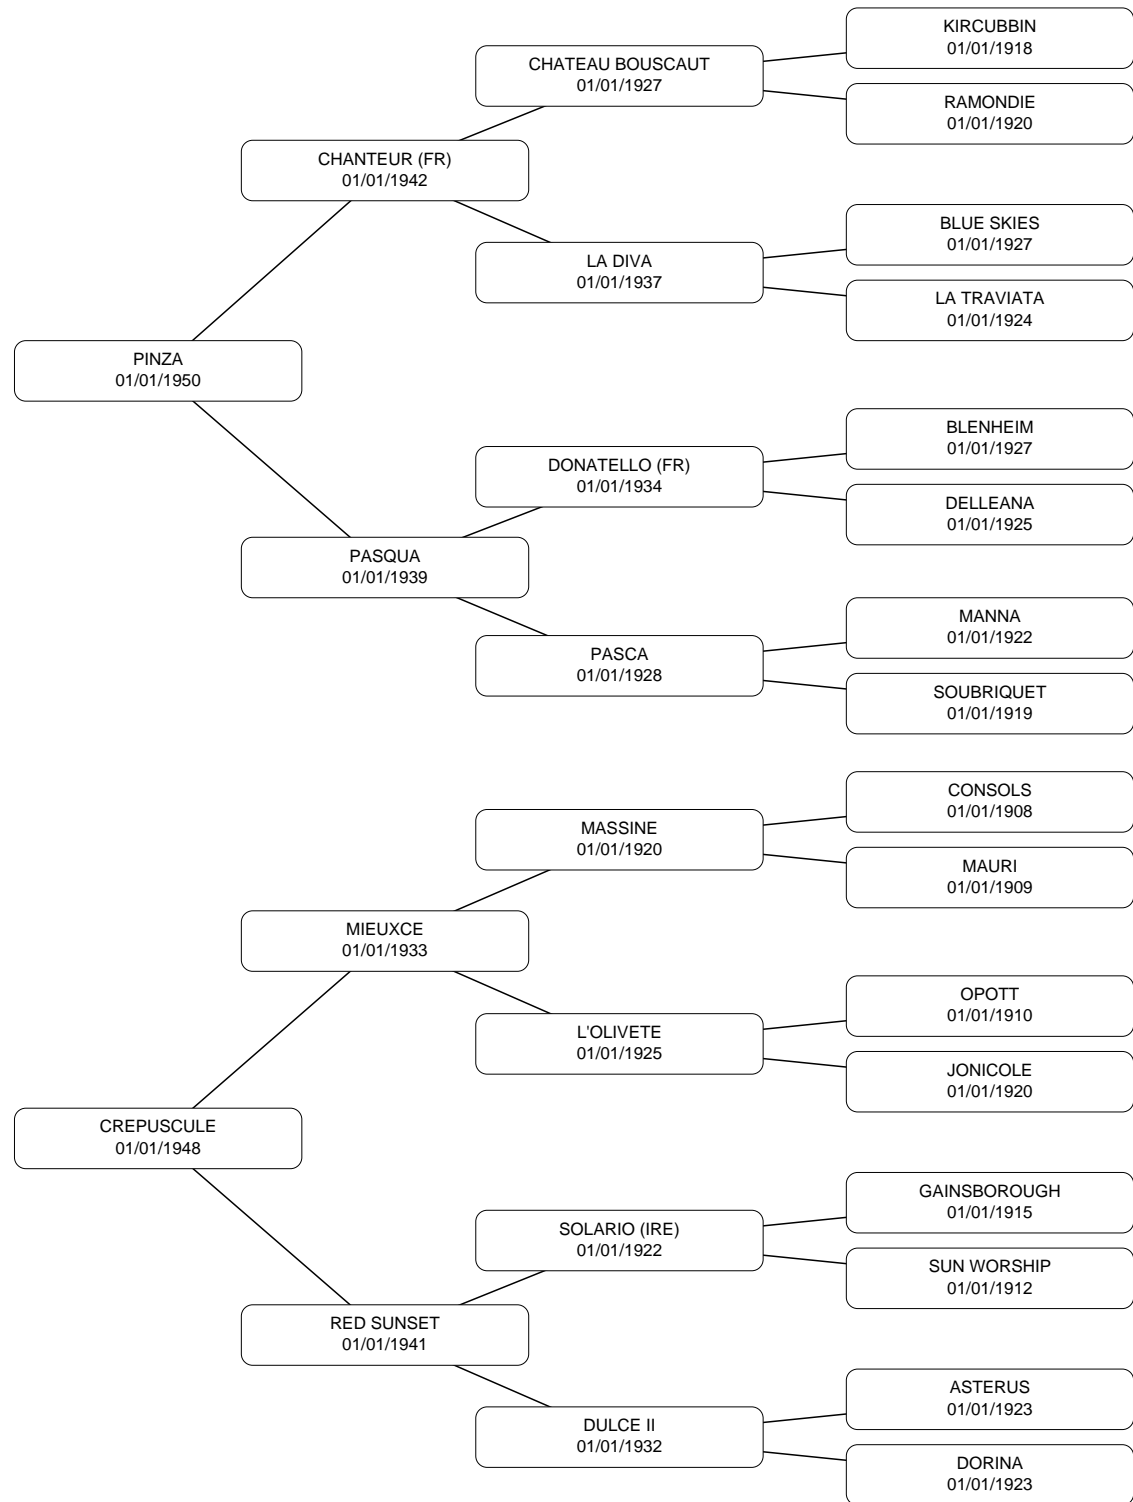 KIRCUBBIN
01/01/1918
CHATEAU BOUSCAUT
01/01/1927
RAMONDIE
01/01/1920
CHANTEUR (FR)
01/01/1942
BLUE SKIES
01/01/1927
LA DIVA
01/01/1937
LA TRAVIATA
01/01/1924
PINZA
01/01/1950
BLENHEIM
01/01/1927
DONATELLO (FR)
01/01/1934
DELLEANA
01/01/1925
PASQUA
01/01/1939
MANNA
01/01/1922
PASCA
01/01/1928
SOUBRIQUET
01/01/1919
CONSOLS
01/01/1908
MASSINE
01/01/1920
MAURI
01/01/1909
MIEUXCE
01/01/1933
OPOTT
01/01/1910
L'OLIVETE
01/01/1925
JONICOLE
01/01/1920
CREPUSCULE
01/01/1948
GAINSBOROUGH
01/01/1915
SOLARIO (IRE)
01/01/1922
SUN WORSHIP
01/01/1912
RED SUNSET
01/01/1941
ASTERUS
01/01/1923
DULCE II
01/01/1932
DORINA
01/01/1923